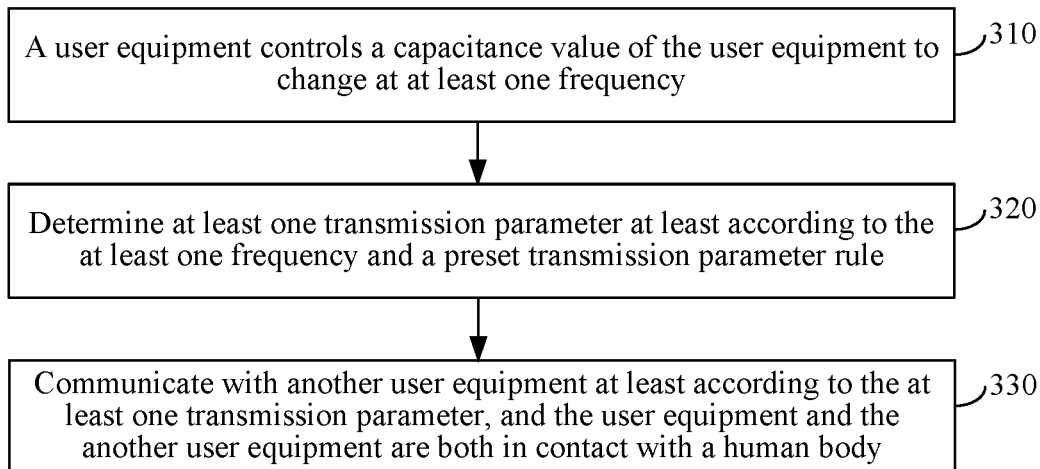 A user equipment controls a capacitance value of the user equipment to
change at at least one frequency
310
Determine at least one transmission parameter at least according to the
at least one frequency and a preset transmission parameter rule
320
Communicate with another user equipment at least according to the at
least one transmission parameter, and the user equipment and the
another user equipment are both in contact with a human body
330